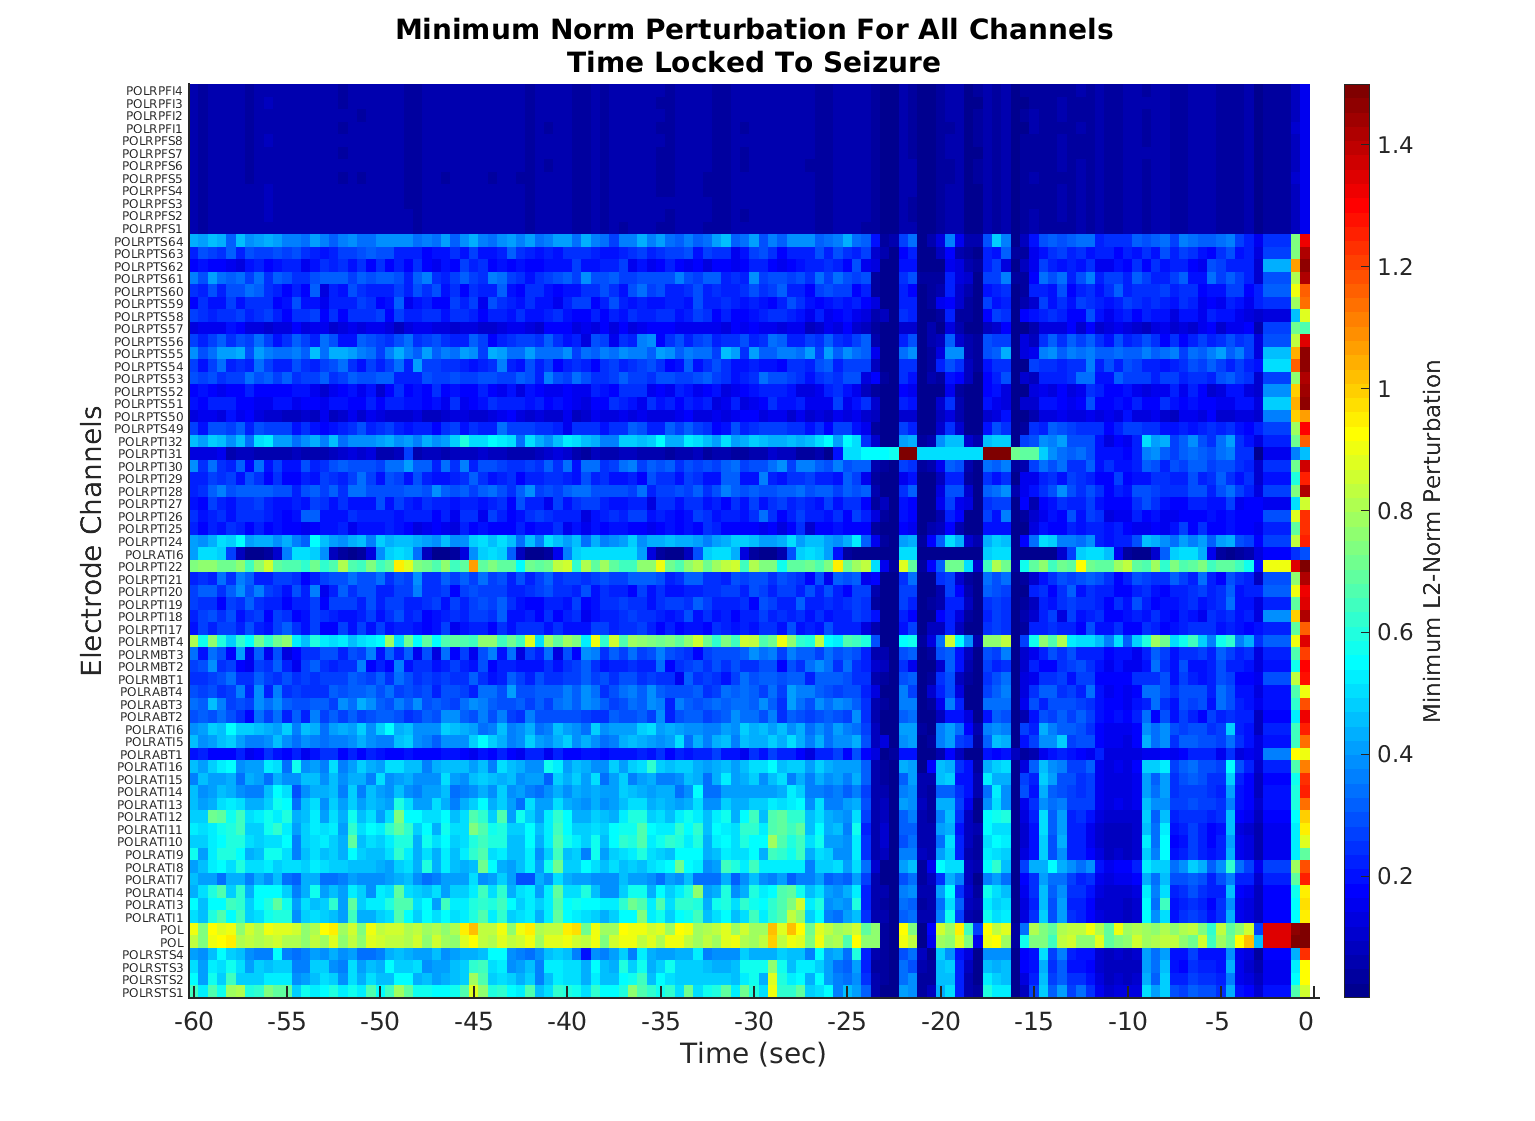 Minimum Norm Perturbation For All Channels
Time Locked To Seizure
Electrode Channels
POLRPFI4
POLRPFI3
POLRPFI2
POLRPFI1
POLRPFS8
POLRPFS7
POLRPFS6
POLRPFS5
POLRPFS4
POLRPFS3
POLRPFS2
POLRPFS1
POLRPTS64
POLRPTS63
POLRPTS62
POLRPTS61
POLRPTS60
POLRPTS59
POLRPTS58
POLRPTS57
POLRPTS56
POLRPTS55
POLRPTS54
POLRPTS53
POLRPTS52
POLRPTS51
POLRPTS50
POLRPTS49
POLRPTI32
POLRPTI31
POLRPTI30
POLRPTI29
POLRPTI28
POLRPTI27
POLRPTI26
POLRPTI25
POLRPTI24
POLRATI6
POLRPTI22
POLRPTI21
POLRPTI20
POLRPTI19
POLRPTI18
POLRPTI17
POLRMBT4
POLRMBT3
POLRMBT2
POLRMBT1
POLRABT4
POLRABT3
POLRABT2
POLRATI6
POLRATI5
POLRABT1
POLRATI16
POLRATI15
POLRATI14
POLRATI13
POLRATI12
POLRATI11
POLRATI10
POLRATI9
POLRATI8
POLRATI7
POLRATI4
POLRATI3
POLRATI1
POL
POL
POLRSTS4
POLRSTS3
POLRSTS2
POLRSTS1
-60 -55 -50 -45 -40 -35 -30 -25 -20 -15 -10 -5 0
Time (sec)
1.4
1.2
1
0.8
0.6
0.4
0.2
Minimum L2-Norm Perturbation